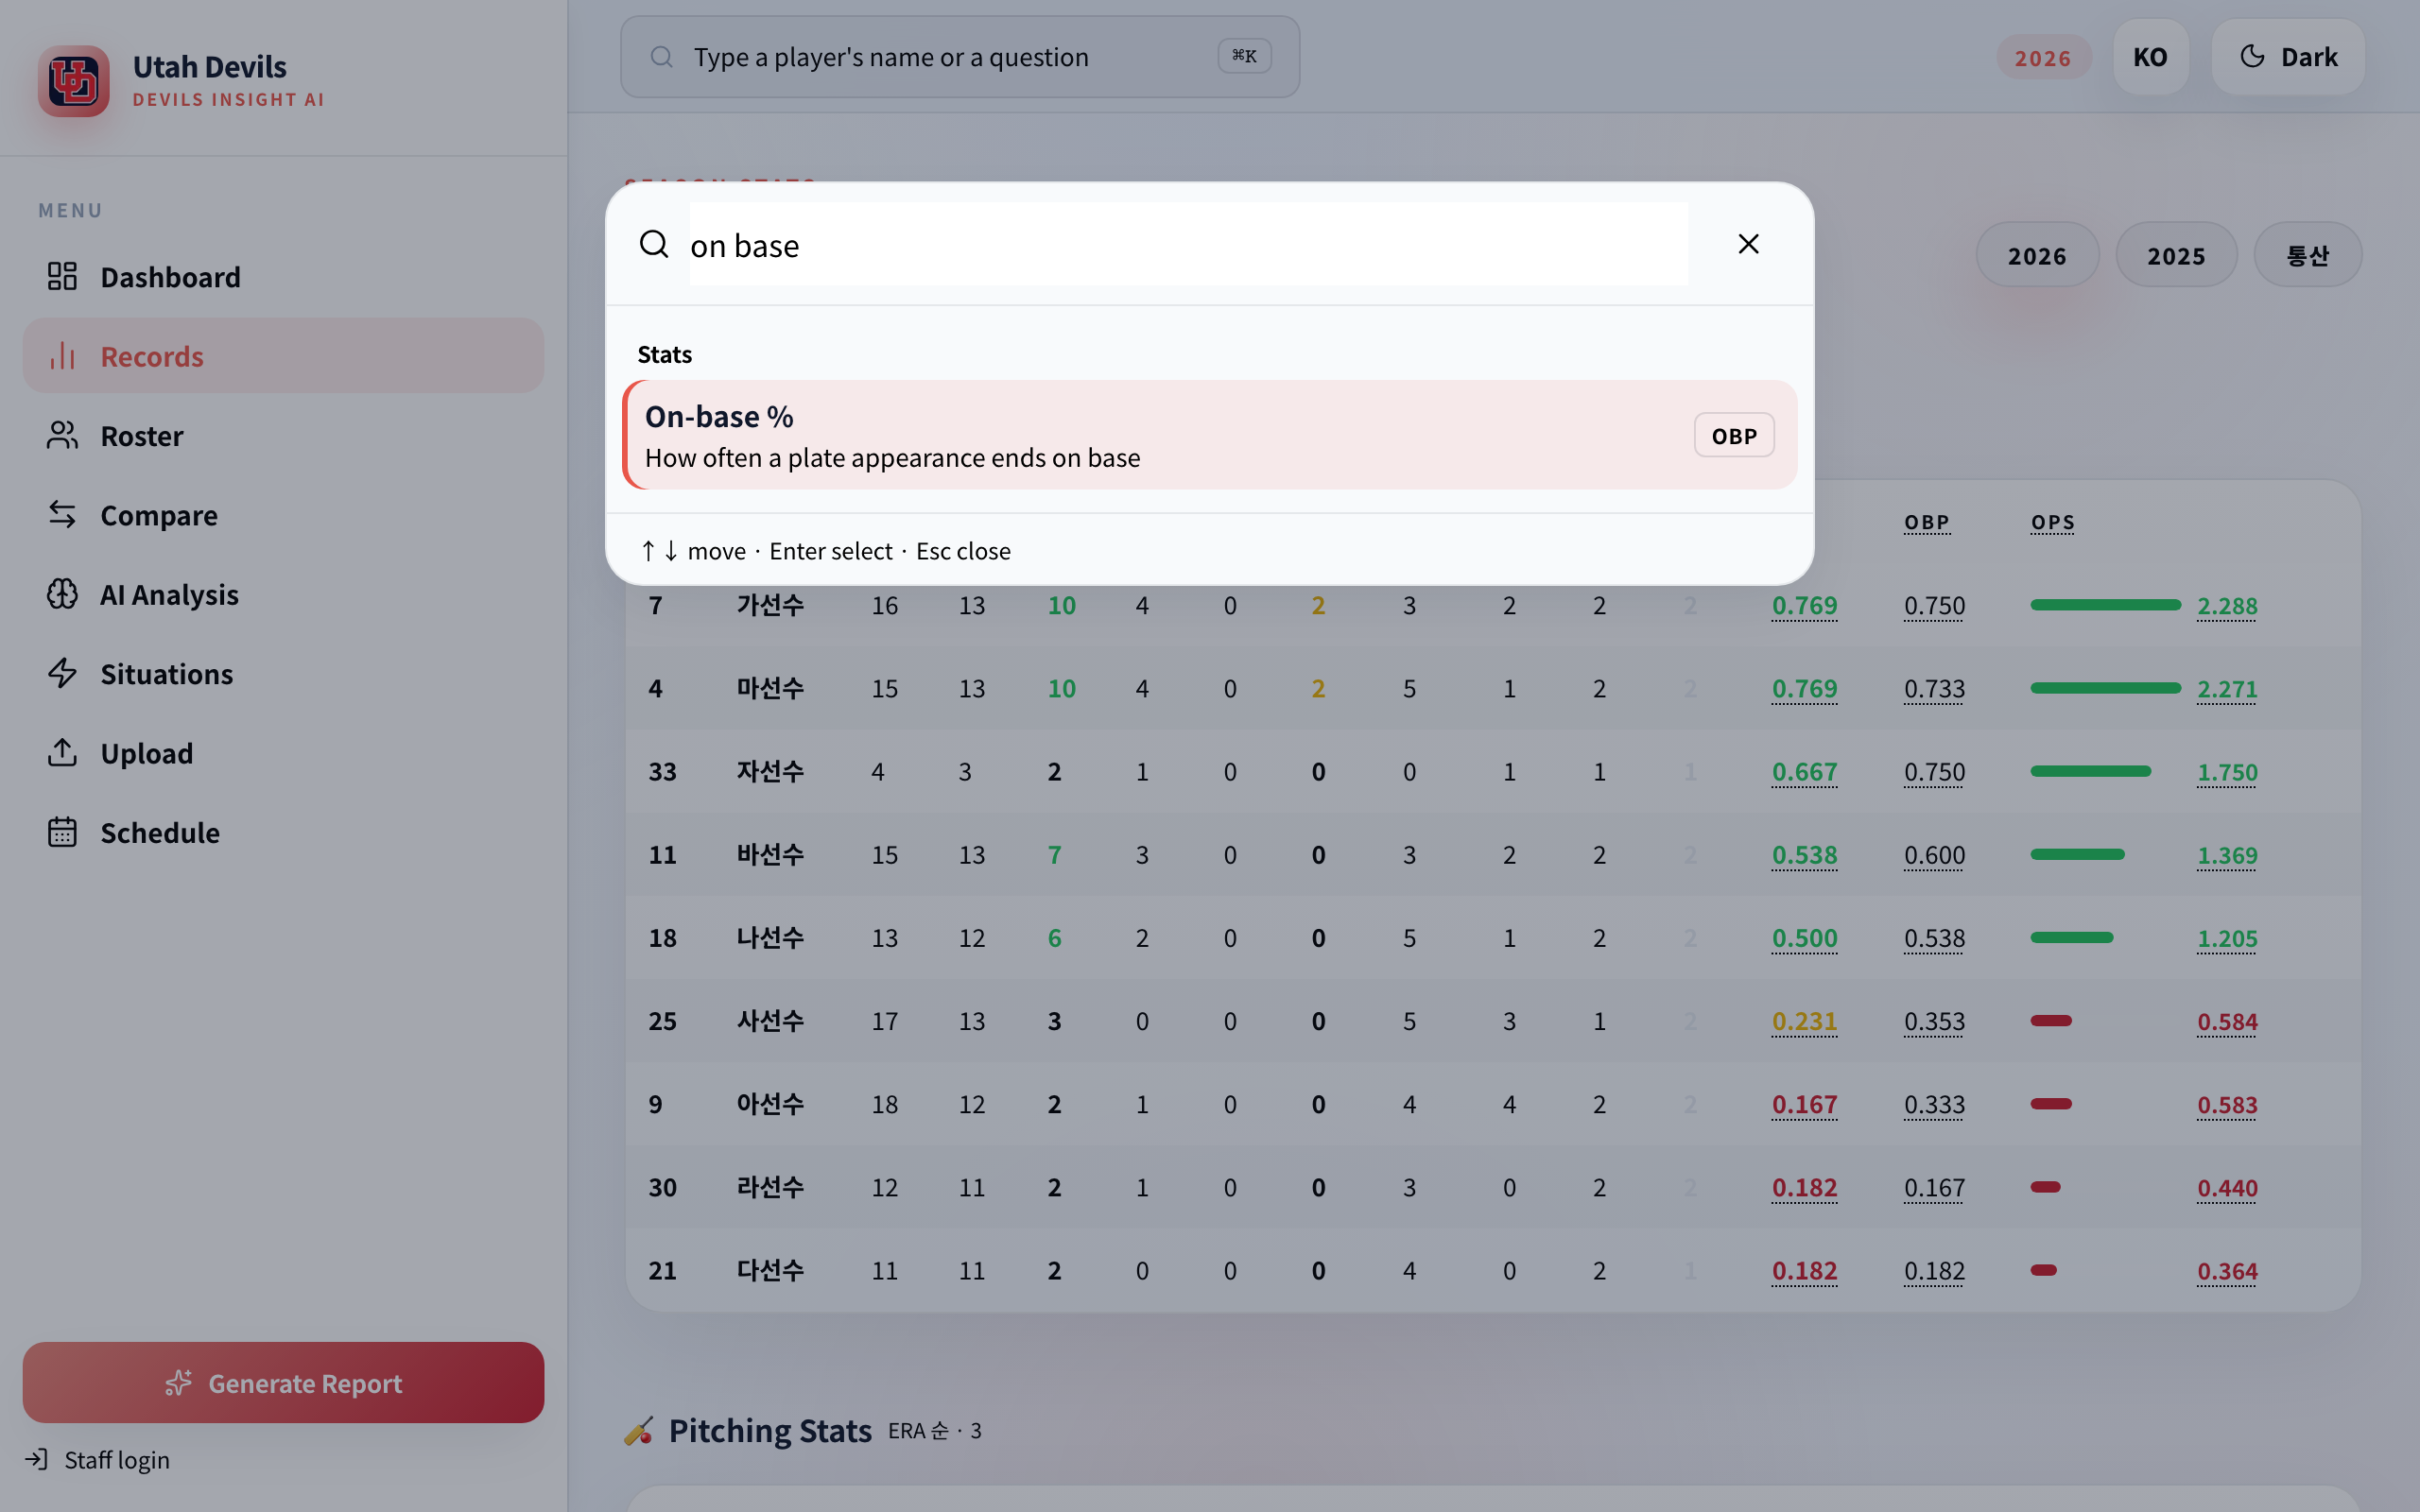 Utah Devils
DEVILS INSIGHT AI
Type a player's name or a question
⌘K
2026
KO
Dark
MENU
Dashboard
Records
Roster
Compare
AI Analysis
Situations
Upload
Schedule
Generate Report
Staff login
2026
2025
통산
on base
Stats
On-base %
How often a plate appearance ends on base
OBP
↑ ↓ move · Enter select · Esc close
OBP OPS
7 가선수 16 13 10 4 0 2 3 2 2 2 0.769 0.750 2.288
4 마선수 15 13 10 4 0 2 5 1 2 2 0.769 0.733 2.271
33 자선수 4 3 2 1 0 0 0 1 1 1 0.667 0.750 1.750
11 바선수 15 13 7 3 0 0 3 2 2 2 0.538 0.600 1.369
18 나선수 13 12 6 2 0 0 5 1 2 2 0.500 0.538 1.205
25 사선수 17 13 3 0 0 0 5 3 1 2 0.231 0.353 0.584
9 아선수 18 12 2 1 0 0 4 4 2 2 0.167 0.333 0.583
30 라선수 12 11 2 1 0 0 3 0 2 2 0.182 0.167 0.440
21 다선수 11 11 2 0 0 0 4 0 2 1 0.182 0.182 0.364
Pitching Stats ERA 순 · 3